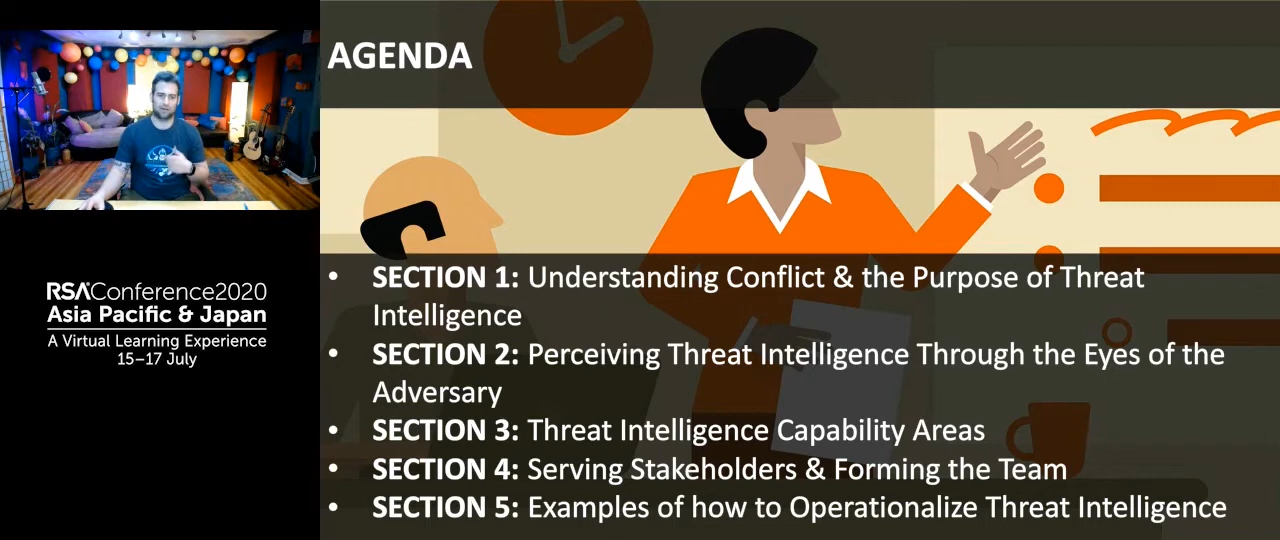 AGENDA
RSAConference2020
Asia Pacific & Japan
A Virtual Learning Experience
15–17 July
• SECTION 1: Understanding Conflict & the Purpose of Threat
Intelligence
• SECTION 2: Perceiving Threat Intelligence Through the Eyes of the
Adversary
• SECTION 3: Threat Intelligence Capability Areas
• SECTION 4: Serving Stakeholders & Forming the Team
• SECTION 5: Examples of how to Operationalize Threat Intelligence